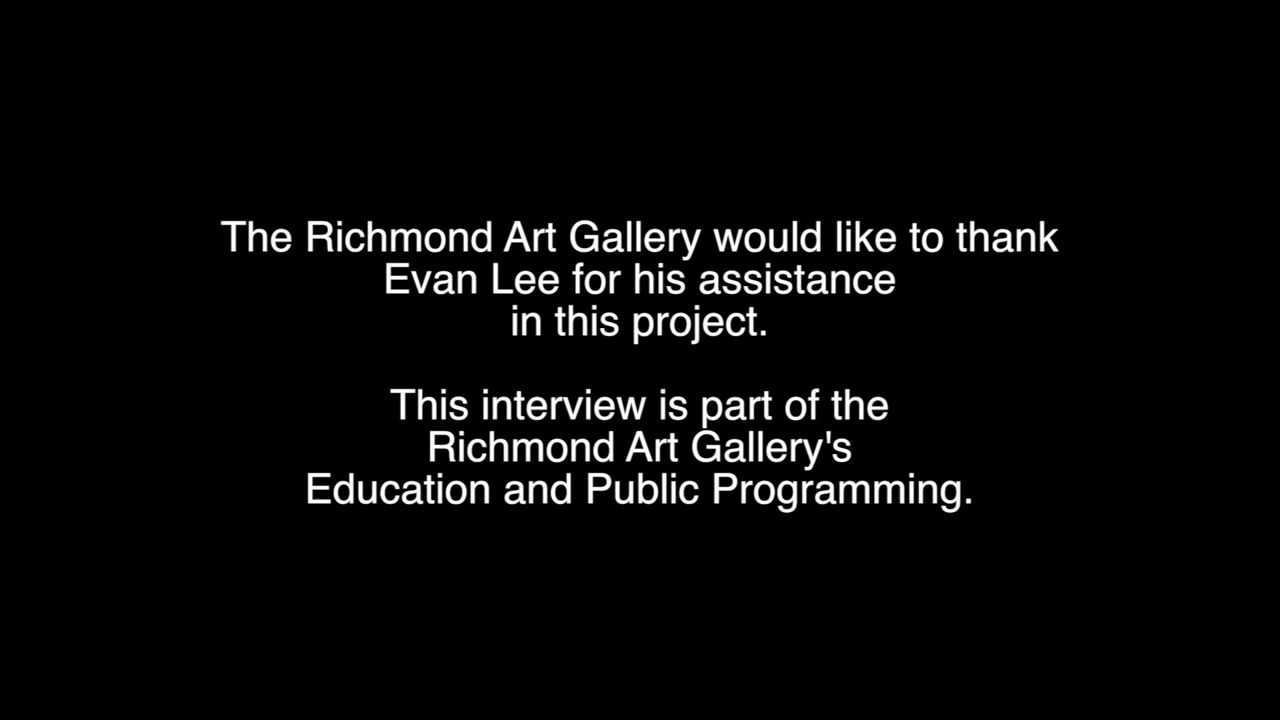 The Richmond Art Gallery would like to thank
Evan Lee for his assistance
in this project.
This interview is part of the
Richmond Art Gallery's
Education and Public Programming.